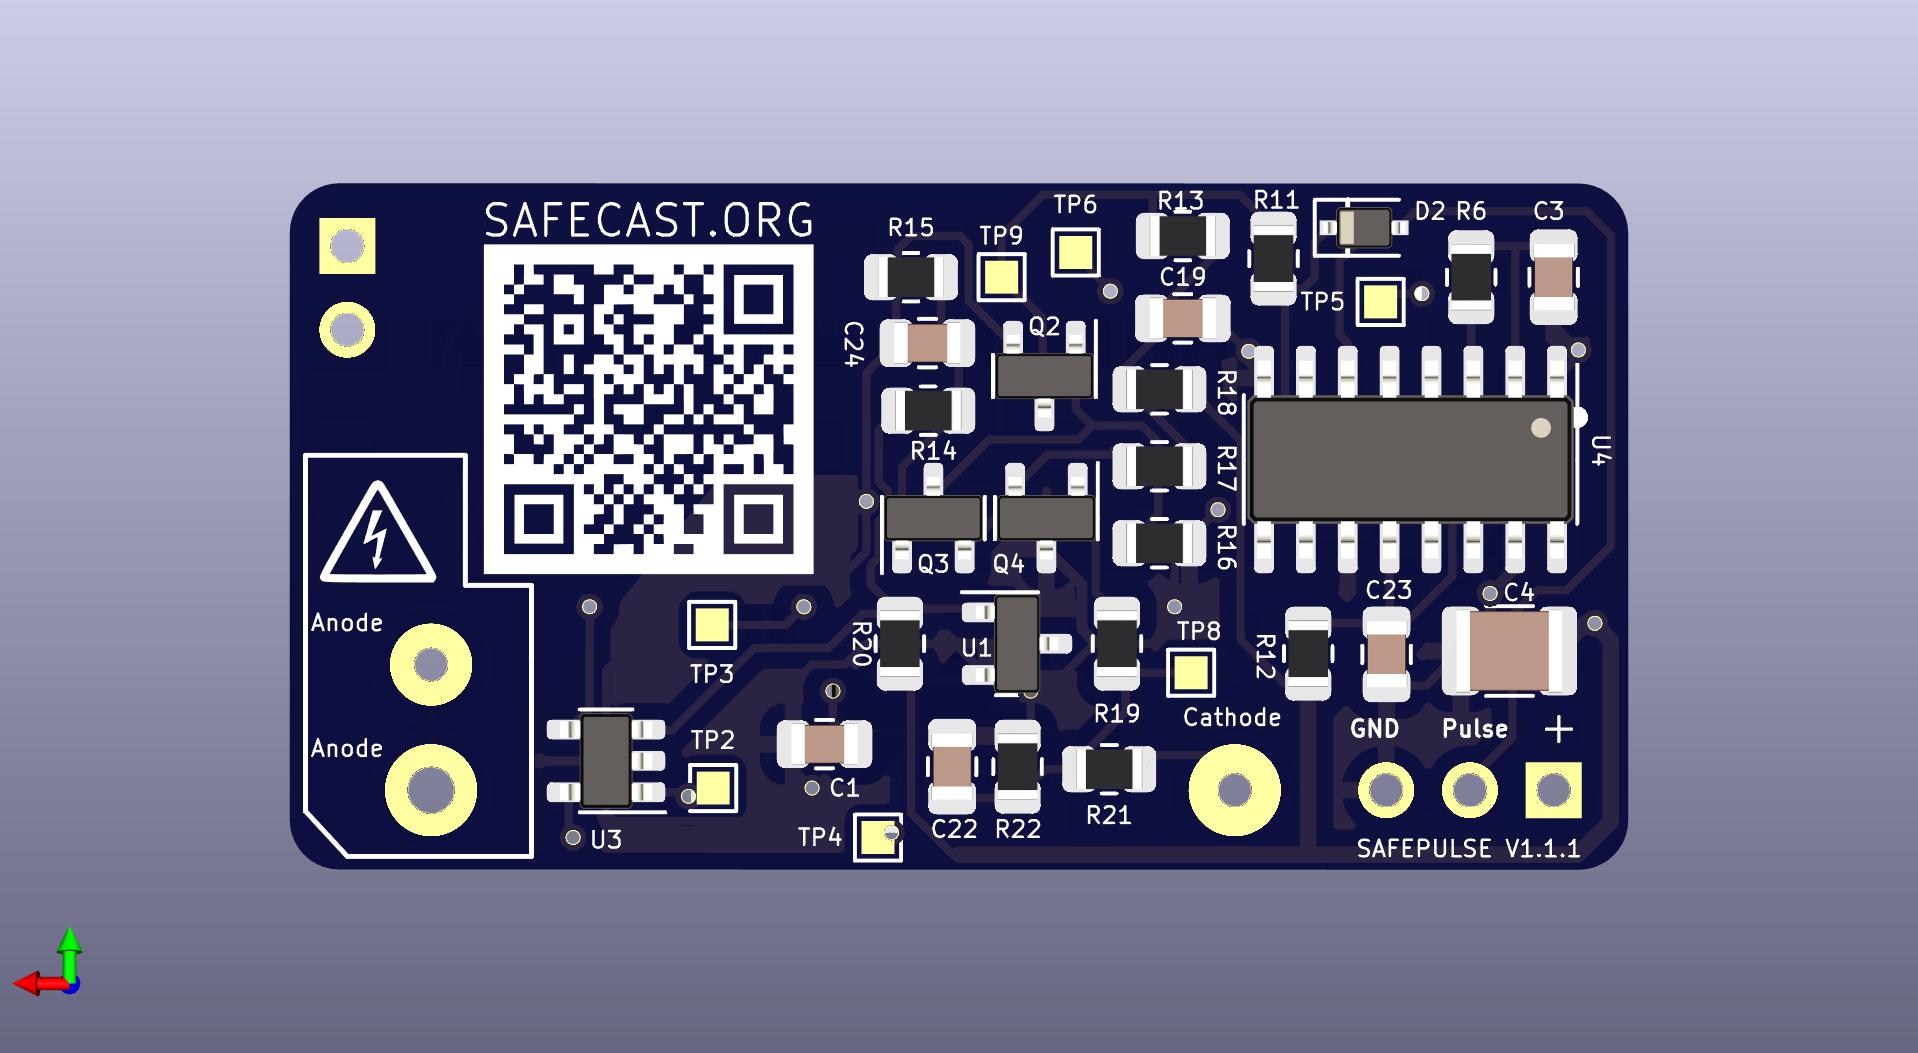 SAFECAST.ORG
R15
TP9
TP6
R13
R11
D2
R6
C3
C19
TP5
C24
Q2
R14
R18
R17
U4
R16
Q3
Q4
C23
C4
Anode
TP3
R20
U1
TP8
R12
R19
Cathode
GND
Pulse
+
Anode
TP2
C1
U3
TP4
C22
R22
R21
SAFEPULSE V1.1.1